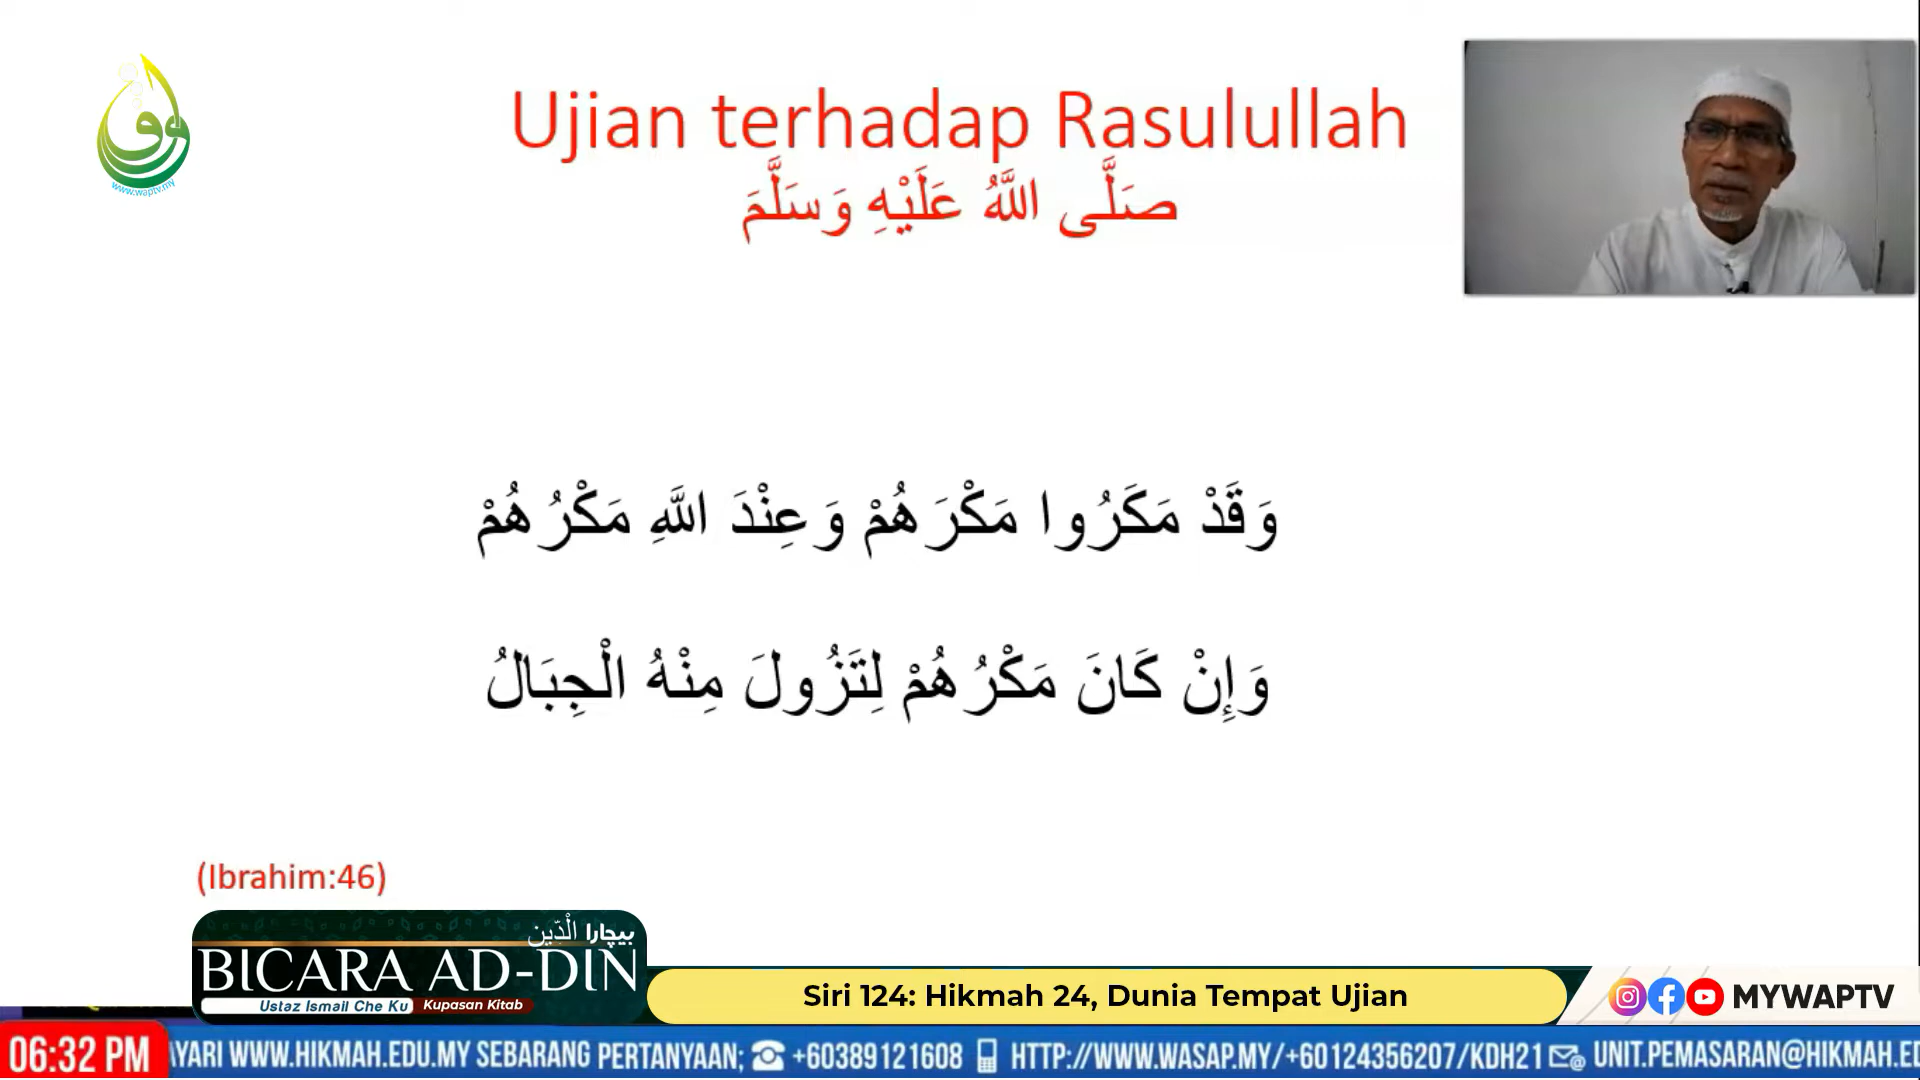 www.waptv.my
Ujian terhadap Rasulullah
صَلَّى اللَّهُ عَلَيْهِ وَسَلَّمَ
وَقَدْ مَكَرُوا مَكْرَهُمْ وَعِنْدَ اللَّهِ مَكْرُهُمْ
وَإِنْ كَانَ مَكْرُهُمْ لِتَزُولَ مِنْهُ الْجِبَالُ
(Ibrahim:46)
بيچارا الدّين
BICARA AD-DIN
Ustaz Ismail Che Ku Kupasan Kitab
Siri 124: Hikmah 24, Dunia Tempat Ujian
MYWAPTV
06:32 PM
YARI WWW.HIKMAH.EDU.MY SEBARANG PERTANYAAN; +60389121608 HTTP://WWW.WASAP.MY/+60124356207/KDH21 UNIT.PEMASARAN@HIKMAH.ED